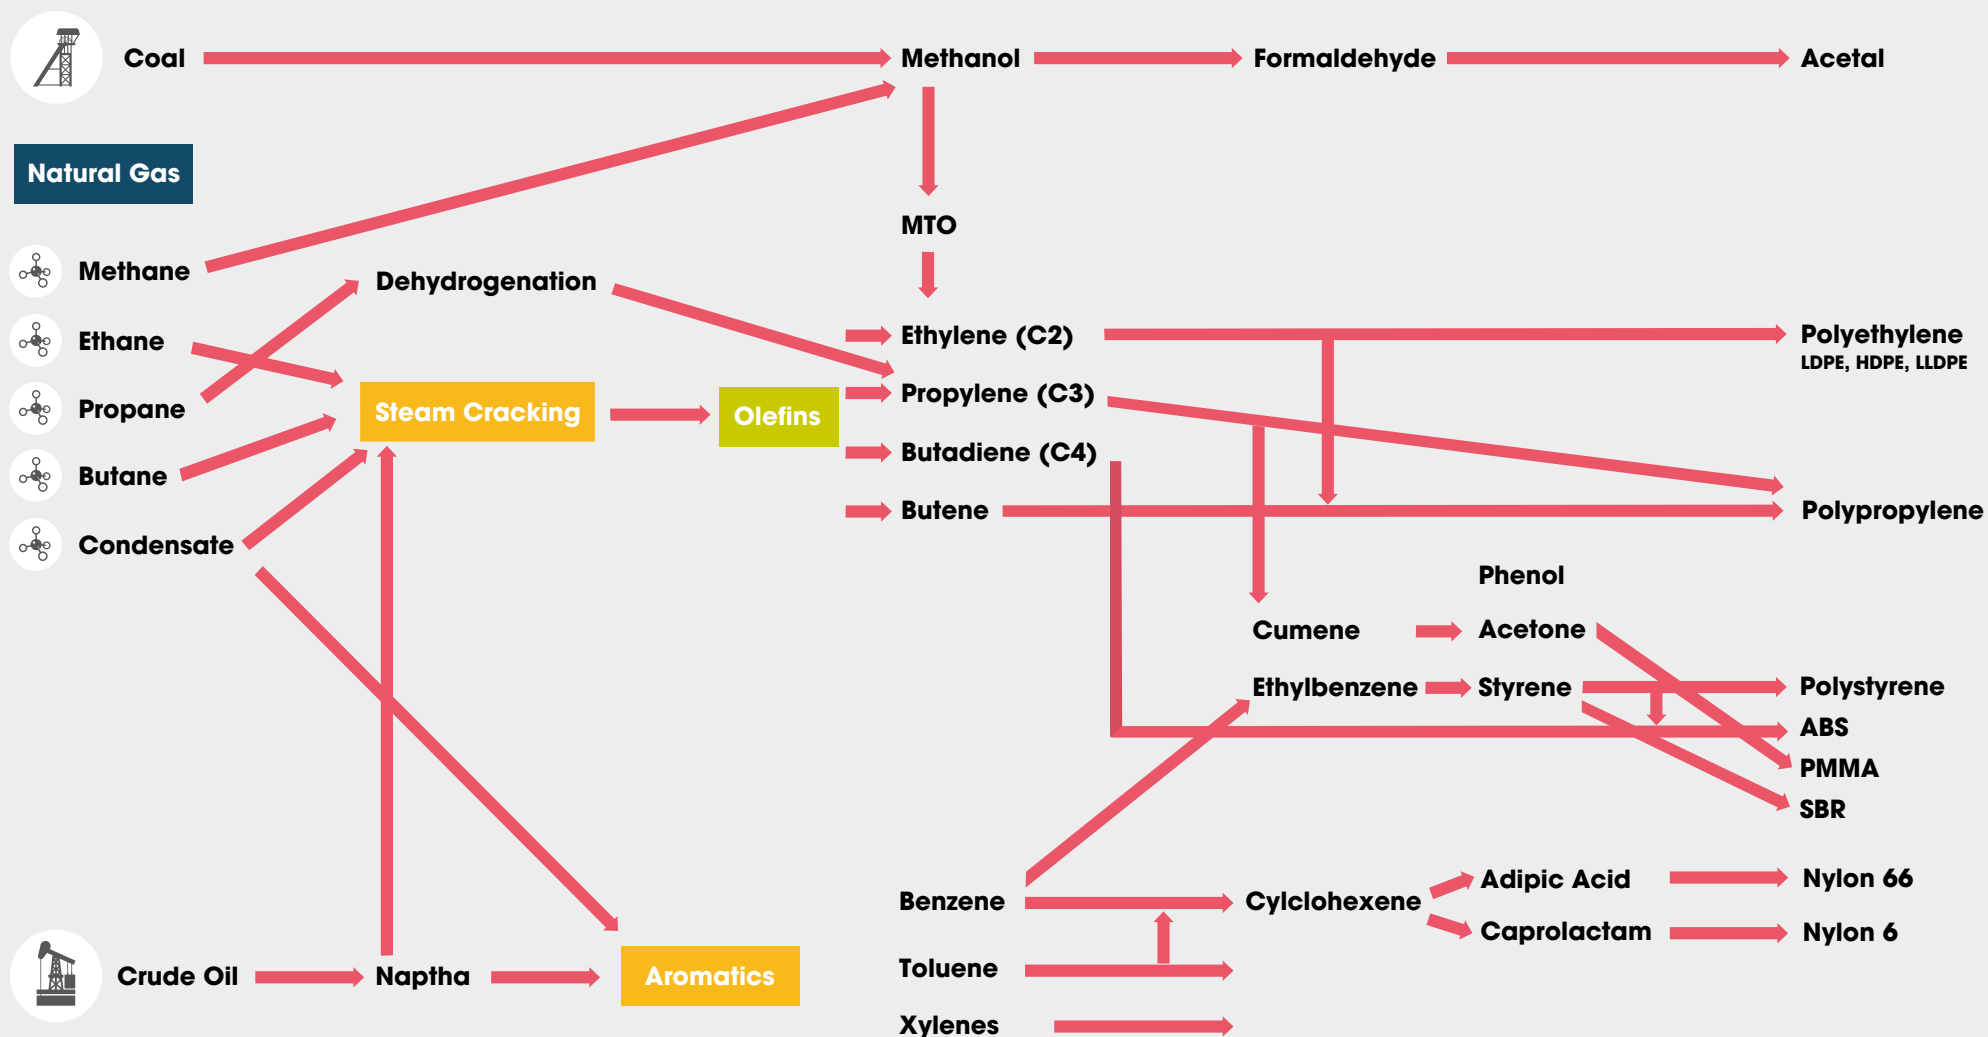 Coal
Methanol
Formaldehyde
Acetal
Natural Gas
MTO
Methane
Dehydrogenation
Ethane
Ethylene (C2)
Polyethylene
LDPE, HDPE, LLDPE
Propane
Steam Cracking
Olefins
Propylene (C3)
Butadiene (C4)
Butane
Butene
Polypropylene
Condensate
Phenol
Cumene
Acetone
Ethylbenzene
Styrene
Polystyrene
ABS
PMMA
SBR
Benzene
Cylclohexene
Adipic Acid
Nylon 66
Caprolactam
Nylon 6
Crude Oil
Naptha
Aromatics
Toluene
Xylenes